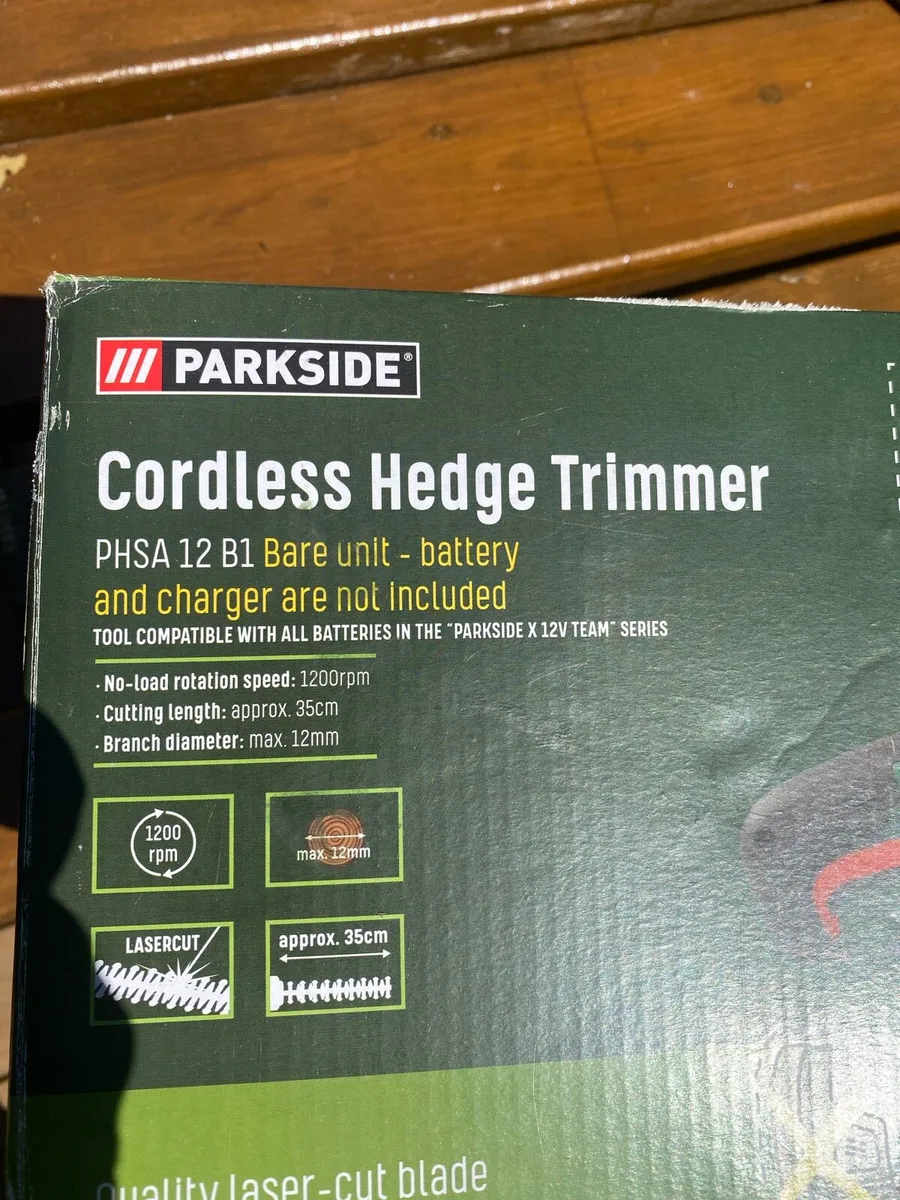 /// PARKSIDE®
Cordless Hedge Trimmer
PHSA 12 B1 Bare unit - battery
and charger are not included
TOOL COMPATIBLE WITH ALL BATTERIES IN THE "PARKSIDE X 12V TEAM" SERIES
· No-load rotation speed: 1200rpm
· Cutting length: approx. 35cm
· Branch diameter: max. 12mm
1200
rpm
max. 12mm
LASERCUT
approx. 35cm
Quality laser-cut blade